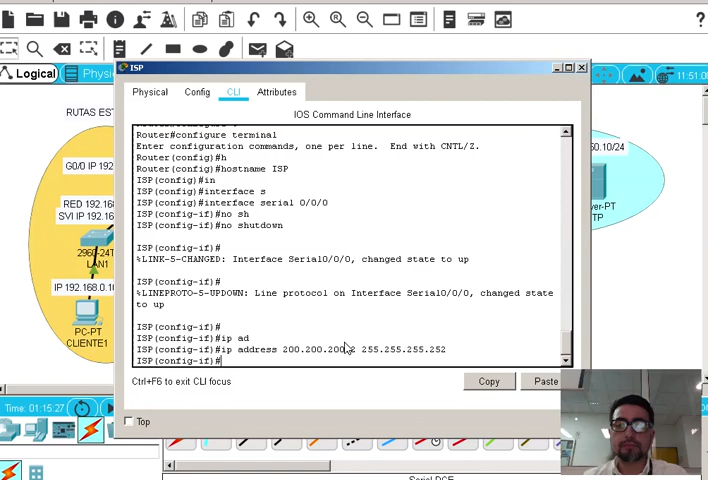 ?
Logical
Physi
11:51:0
ISP
Physical Config CLI Attributes
IOS Command Line Interface
Router#configure terminal
Enter configuration commands, one per line. End with CNTL/Z.
Router(config)#h
Router(config)#hostname ISP
ISP(config)#in
ISP(config)#interface s
ISP(config)#interface serial 0/0/0
ISP(config-if)#no sh
ISP(config-if)#no shutdown
ISP(config-if)#
%LINK-5-CHANGED: Interface Serial0/0/0, changed state to up
ISP(config-if)#
%LINEPROTO-5-UPDOWN: Line protocol on Interface Serial0/0/0, changed state
to up
ISP(config-if)#
ISP(config-if)#ip ad
ISP(config-if)#ip address 200.200.200.2 255.255.255.252
ISP(config-if)#
Ctrl+F6 to exit CLI focus
Copy Paste
Top
RUTAS EST
G0/0 IP 192
RED 192.168
SVI IP 192.16
2960-24T
LAN1
IP 192.168.0.1
PC-PT
CLIENTE1
50.10/24
ver-PT
TP
Time: 01:15:27
Serial DCE